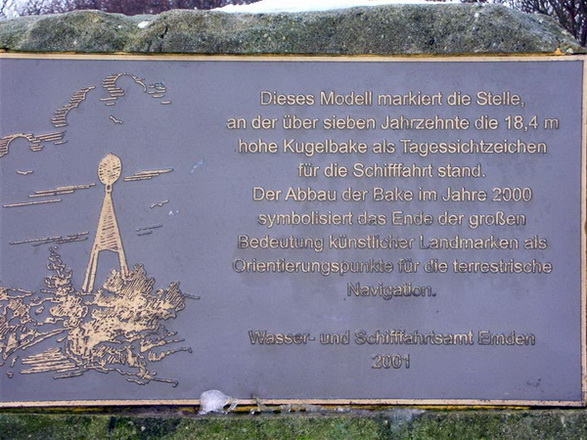 Dieses Modell markiert die Stelle,
an der über sieben Jahrzehnte die 18,4 m
hohe Kugelbake als Tagessichtzeichen
für die Schifffahrt stand.
Der Abbau der Bake im Jahre 2000
symbolisiert das Ende der großen
Bedeutung künstlicher Landmarken als
Orientierungspunkte für die terrestrische
Navigation.
Wasser- und Schifffahrtsamt Emden
2001